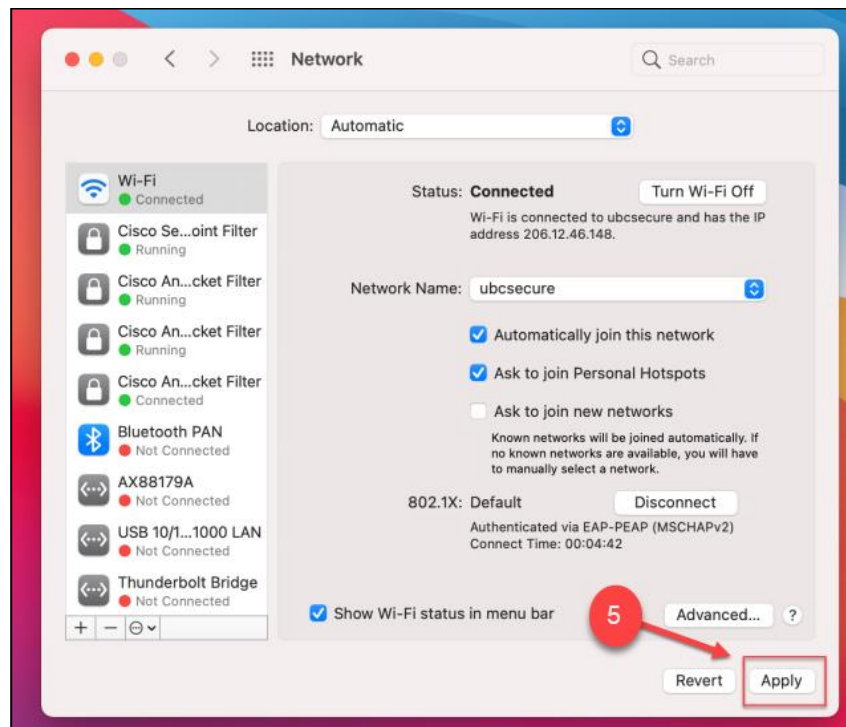 Network
Search
Location: Automatic
Wi-Fi
Connected
Cisco Se...oint Filter
Running
Cisco An...cket Filter
Running
Cisco An...cket Filter
Running
Cisco An...cket Filter
Connected
Bluetooth PAN
Not Connected
AX88179A
Not Connected
USB 10/1...1000 LAN
Not Connected
Thunderbolt Bridge
Not Connected
Status: Connected
Turn Wi-Fi Off
Wi-Fi is connected to ubcsecure and has the IP
address 206.12.46.148.
Network Name: ubcsecure
Automatically join this network
Ask to join Personal Hotspots
Ask to join new networks
Known networks will be joined automatically. If
no known networks are available, you will have
to manually select a network.
802.1X: Default
Disconnect
Authenticated via EAP-PEAP (MSCHAPv2)
Connect Time: 00:04:42
Show Wi-Fi status in menu bar
5
Advanced...
?
Revert
Apply